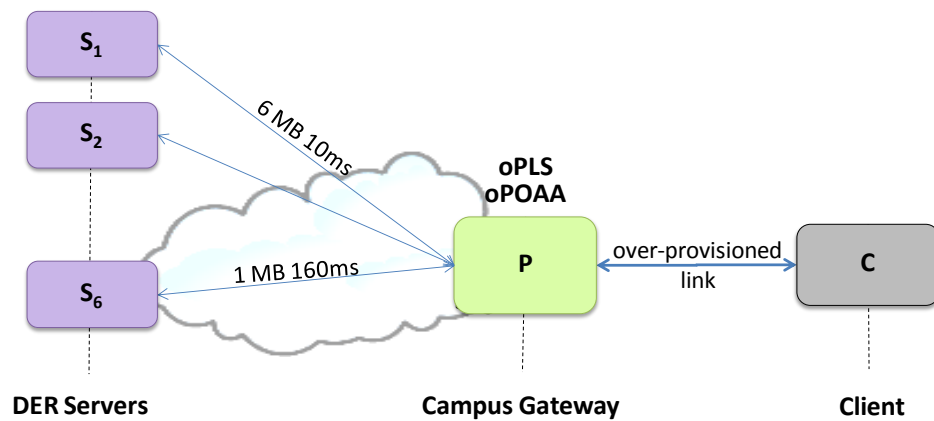 S1
S2
S6
6 MB 10ms
1 MB 160ms
oPLS
oPOAA
P
over-provisioned
link
C
DER Servers
Campus Gateway
Client